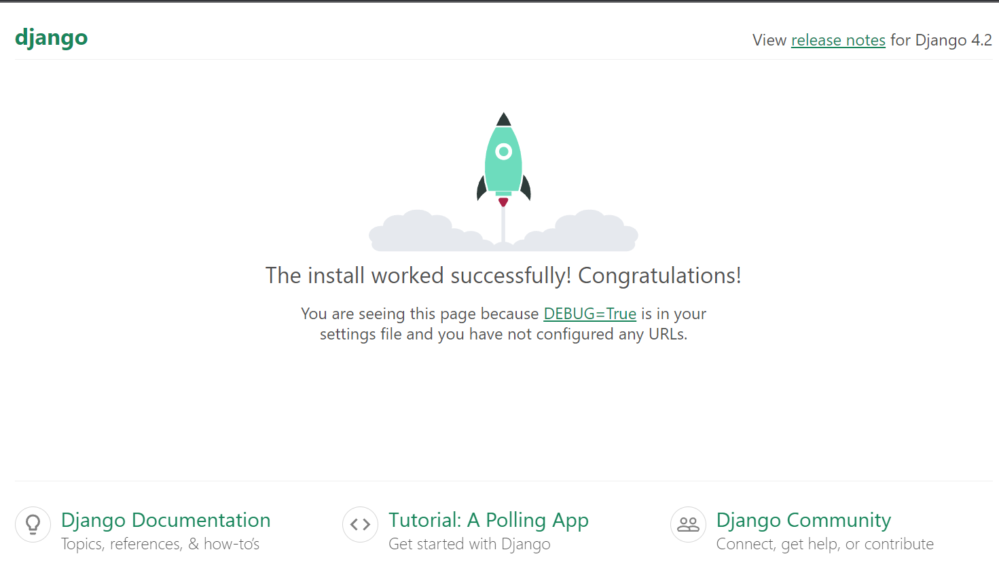 django
View release notes for Django 4.2
The install worked successfully! Congratulations!
You are seeing this page because DEBUG=True is in your
settings file and you have not configured any URLs.
Django Documentation
Topics, references, & how-to’s
Tutorial: A Polling App
Get started with Django
Django Community
Connect, get help, or contribute